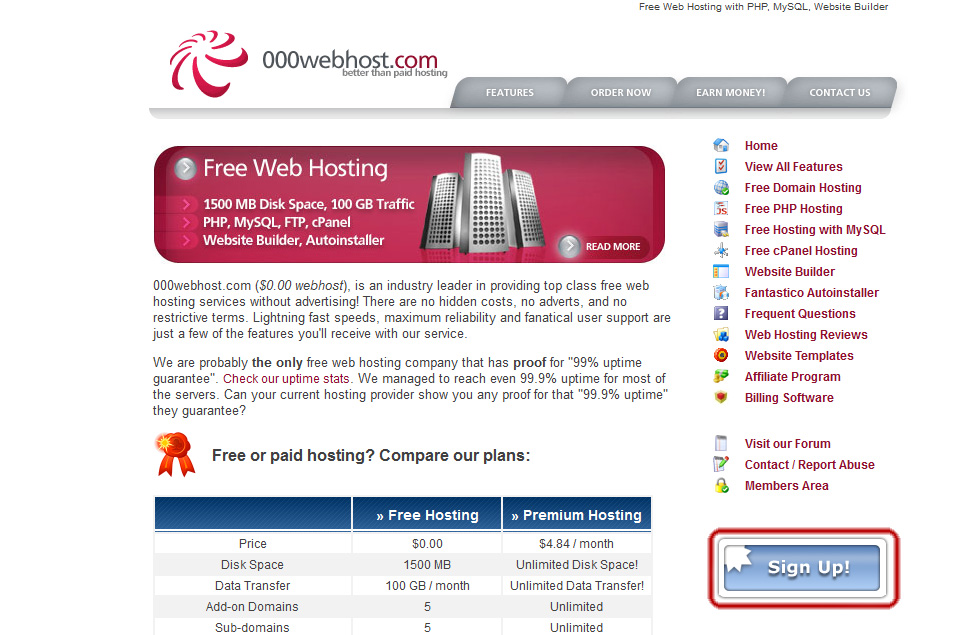 Free Web Hosting with PHP, MySQL, Website Builder
000webhost.com
better than paid hosting
FEATURES ORDER NOW EARN MONEY! CONTACT US
Free Web Hosting
1500 MB Disk Space, 100 GB Traffic
PHP, MySQL, FTP, cPanel
Website Builder, Autoinstaller
READ MORE
000webhost.com ($0.00 webhost), is an industry leader in providing top class free web
hosting services without advertising! There are no hidden costs, no adverts, and no
restrictive terms. Lightning fast speeds, maximum reliability and fanatical user support are
just a few of the features you'll receive with our service.
We are probably the only free web hosting company that has proof for "99% uptime
guarantee". Check our uptime stats. We managed to reach even 99.9% uptime for most of
the servers. Can your current hosting provider show you any proof for that "99.9% uptime"
they guarantee?
Free or paid hosting? Compare our plans:
» Free Hosting » Premium Hosting
Price $0.00 $4.84 / month
Disk Space 1500 MB Unlimited Disk Space!
Data Transfer 100 GB / month Unlimited Data Transfer!
Add-on Domains 5 Unlimited
Sub-domains 5 Unlimited
Home
View All Features
Free Domain Hosting
Free PHP Hosting
Free Hosting with MySQL
Free cPanel Hosting
Website Builder
Fantastico Autoinstaller
Frequent Questions
Web Hosting Reviews
Website Templates
Affiliate Program
Billing Software
Visit our Forum
Contact / Report Abuse
Members Area
Sign Up!